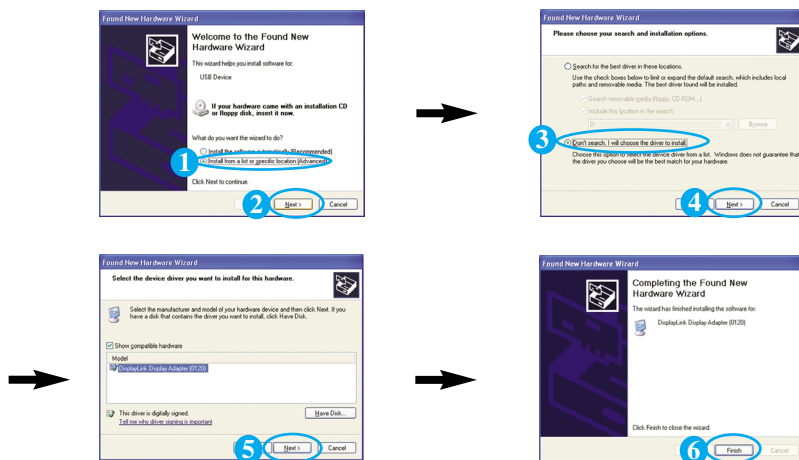 Found New Hardware Wizard
Welcome to the Found New
Hardware Wizard
This wizard helps you install software for:
USB Device
If your hardware came with an installation CD
or floppy disk, insert it now.
What do you want the wizard to do?
Install the software automatically (Recommended)
1
Install from a list or specific location (Advanced)
Click Next to continue.
2
Next >
Cancel
Found New Hardware Wizard
Please choose your search and installation options.
Search for the best driver in these locations.
Use the check boxes below to limit or expand the default search, which includes local
paths and removable media. The best driver found will be installed.
Search removable media (floppy, CD-ROM...)
Include this location in the search:
D:
Browse
3
Don't search. I will choose the driver to install.
Choose this option to select the device driver from a list. Windows does not guarantee that
the driver you choose will be the best match for your hardware.
4
Next >
Cancel
Found New Hardware Wizard
Select the device driver you want to install for this hardware.
Select the manufacturer and model of your hardware device and then click Next. If you
have a disk that contains the driver you want to install, click Have Disk.
Show compatible hardware
Model
DisplayLink Display Adapter (0120)
This driver is digitally signed.
Have Disk...
Tell me why driver signing is important
5
Next >
Cancel
Found New Hardware Wizard
Completing the Found New
Hardware Wizard
The wizard has finished installing the software for:
DisplayLink Display Adapter (0120)
Click Finish to close the wizard.
6
Finish
Cancel